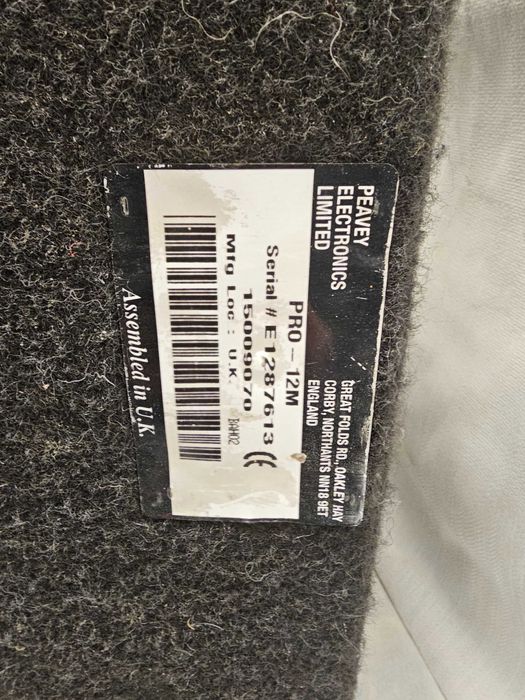 PEAVEY
ELECTRONICS
LIMITED
GREAT FOLDS RD., OAKLEY HAY
CORBY, NORTHANTS NN18 9ET
ENGLAND
PRO-12M
Serial # E1287613 CE
15009070
Mfg Loc : U.K.
Assembled in U.K.